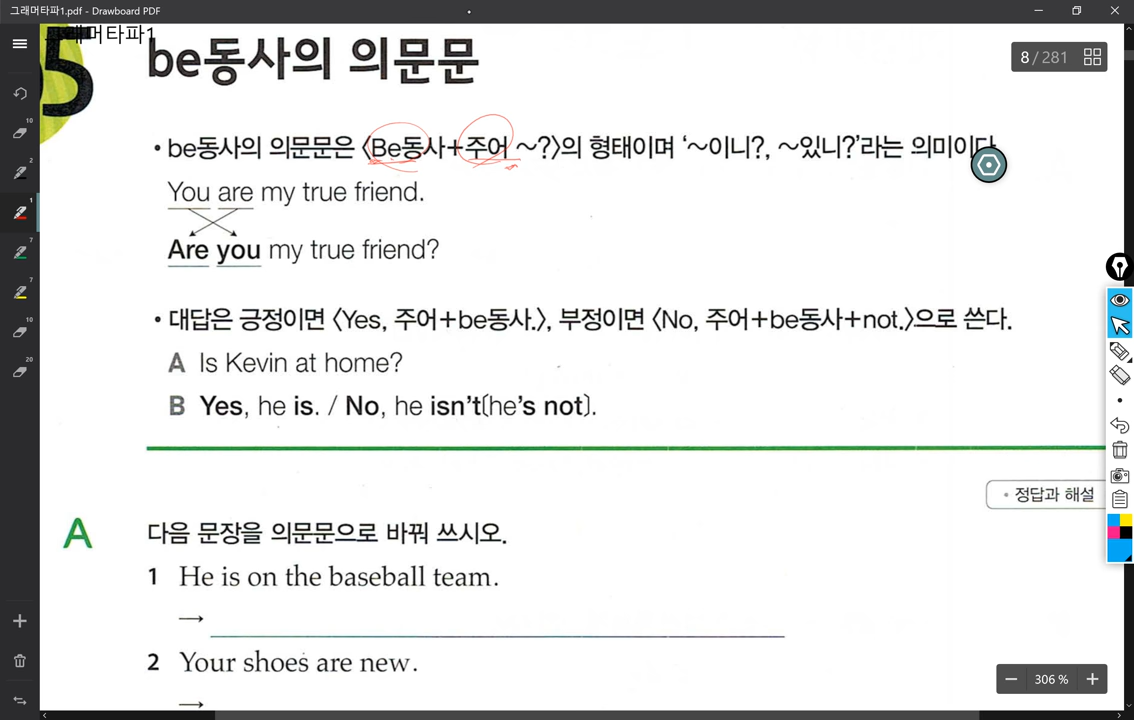 그래머타파1.pdf - Drawboard PDF
그래머타파1
5 be동사의 의문문
8 / 281
• be동사의 의문문은 〈Be동사+주어 ~?〉의 형태이며 ‘~이니?, ~있니?’라는 의미이다.
You are my true friend.
Are you my true friend?
• 대답은 긍정이면 〈Yes, 주어+be동사.〉, 부정이면 〈No, 주어+be동사+not.〉으로 쓴다.
A Is Kevin at home?
B Yes, he is. / No, he isn’t(he’s not).
• 정답과 해설
A 다음 문장을 의문문으로 바꿔 쓰시오.
1 He is on the baseball team.
→
2 Your shoes are new.
→
306 %
10
2
1
7
7
10
20